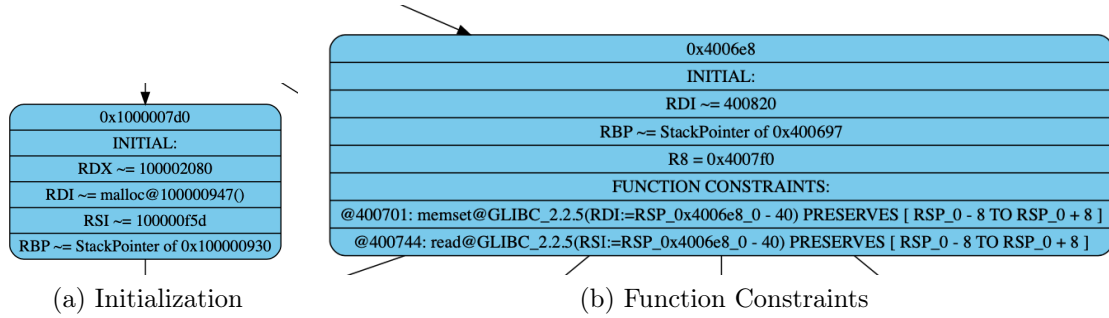 0x1000007d0
INITIAL:
RDX ~= 100002080
RDI ~= malloc@100000947()
RSI ~= 100000f5d
RBP ~= StackPointer of 0x100000930
(a) Initialization
0x4006e8
INITIAL:
RDI ~= 400820
RBP ~= StackPointer of 0x400697
R8 = 0x4007f0
FUNCTION CONSTRAINTS:
@400701: memset@GLIBC_2.2.5(RDI:=RSP_0x4006e8_0 - 40) PRESERVES [ RSP_0 - 8 TO RSP_0 + 8 ]
@400744: read@GLIBC_2.2.5(RSI:=RSP_0x4006e8_0 - 40) PRESERVES [ RSP_0 - 8 TO RSP_0 + 8 ]
(b) Function Constraints